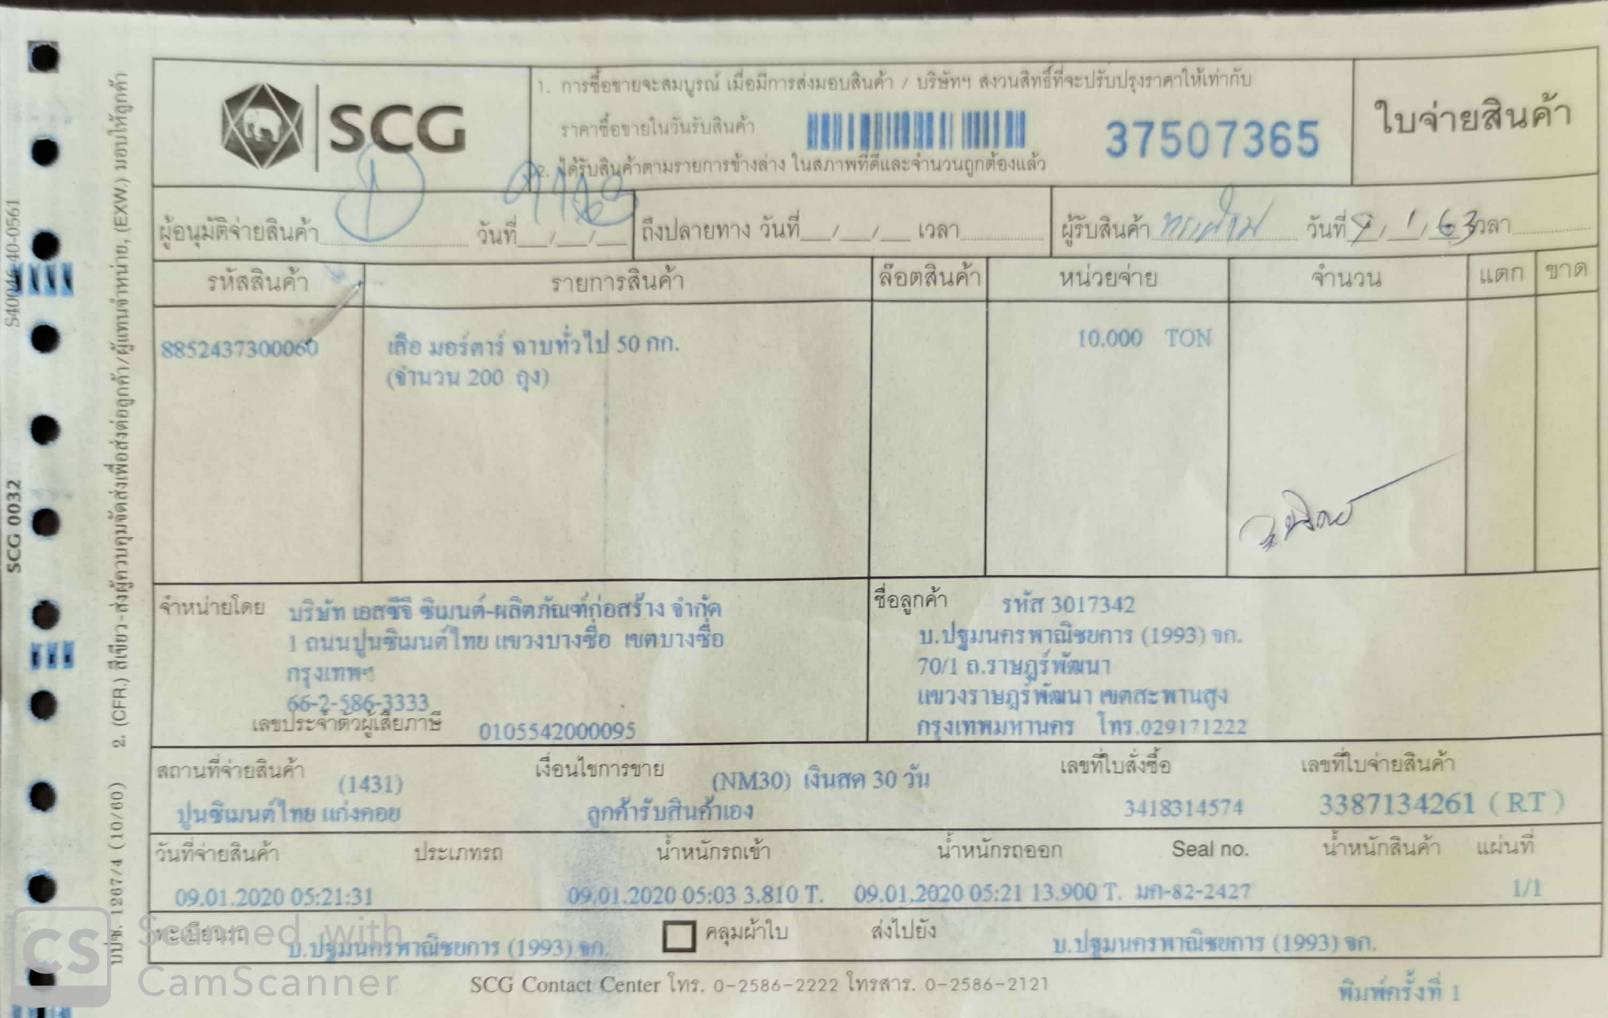 SCG
1. การซื้อขายจะสมบูรณ์ เมื่อมีการส่งมอบสินค้า / บริษัทฯ สงวนสิทธิ์ที่จะปรับปรุงราคาให้เท่ากับ
ราคาซื้อขายในวันรับสินค้า
37507365
ใบจ่ายสินค้า
2. ได้รับสินค้าตามรายการข้างล่าง ในสภาพที่ดีและจำนวนถูกต้องแล้ว
ผู้อนุมัติจ่ายสินค้า วันที่__/__/__ ถึงปลายทาง วันที่__/__/__ เวลา ผู้รับสินค้า วันที่ 9/1/63 เวลา
รหัสสินค้า รายการสินค้า ล๊อตสินค้า หน่วยจ่าย จำนวน แตก ขาด
8852437300060 เสือ มอร์ตาร์ ฉาบทั่วไป 50 กก. 10.000 TON
(จำนวน 200 ถุง)
จำหน่ายโดย บริษัท เอสซีจี ซิเมนต์-ผลิตภัณฑ์ก่อสร้าง จำกัด
1 ถนนปูนซิเมนต์ไทย แขวงบางซื่อ เขตบางซื่อ
กรุงเทพฯ
66-2-586-3333
เลขประจำตัวผู้เสียภาษี 0105542000095
ชื่อลูกค้า รหัส 3017342
บ.ปฐมนครพาณิชยการ (1993) จก.
70/1 ถ.ราษฎร์พัฒนา
แขวงราษฎร์พัฒนา เขตสะพานสูง
กรุงเทพมหานคร โทร.029171222
สถานที่จ่ายสินค้า (1431) เงื่อนไขการขาย (NM30) เงินสด 30 วัน เลขที่ใบสั่งซื้อ เลขที่ใบจ่ายสินค้า
ปูนซิเมนต์ไทย แก่งคอย ลูกค้ารับสินค้าเอง 3418314574 3387134261 ( RT )
วันที่จ่ายสินค้า ประเภทรถ น้ำหนักรถเข้า น้ำหนักรถออก Seal no. น้ำหนักสินค้า แผ่นที่
09.01.2020 05:21:31 09.01.2020 05:03 3.810 T. 09.01.2020 05:21 13.900 T. มค-82-2427 1/1
ทะเบียนรถ บ.ปฐมนครพาณิชยการ (1993) จก. คลุมผ้าใบ ส่งไปยัง บ.ปฐมนครพาณิชยการ (1993) จก.
SCG Contact Center โทร. 0-2586-2222 โทรสาร. 0-2586-2121
พิมพ์ครั้งที่ 1
S40046-40-0561
SCG 0032
บปช. 1267/4 (10/60) 2. (CFR.) สีเขียว-ส่งผู้ควบคุมจัดส่งเพื่อส่งต่อลูกค้า/ผู้แทนจำหน่าย, (EXW.) มอบให้ลูกค้า
CS Scanned with
CamScanner